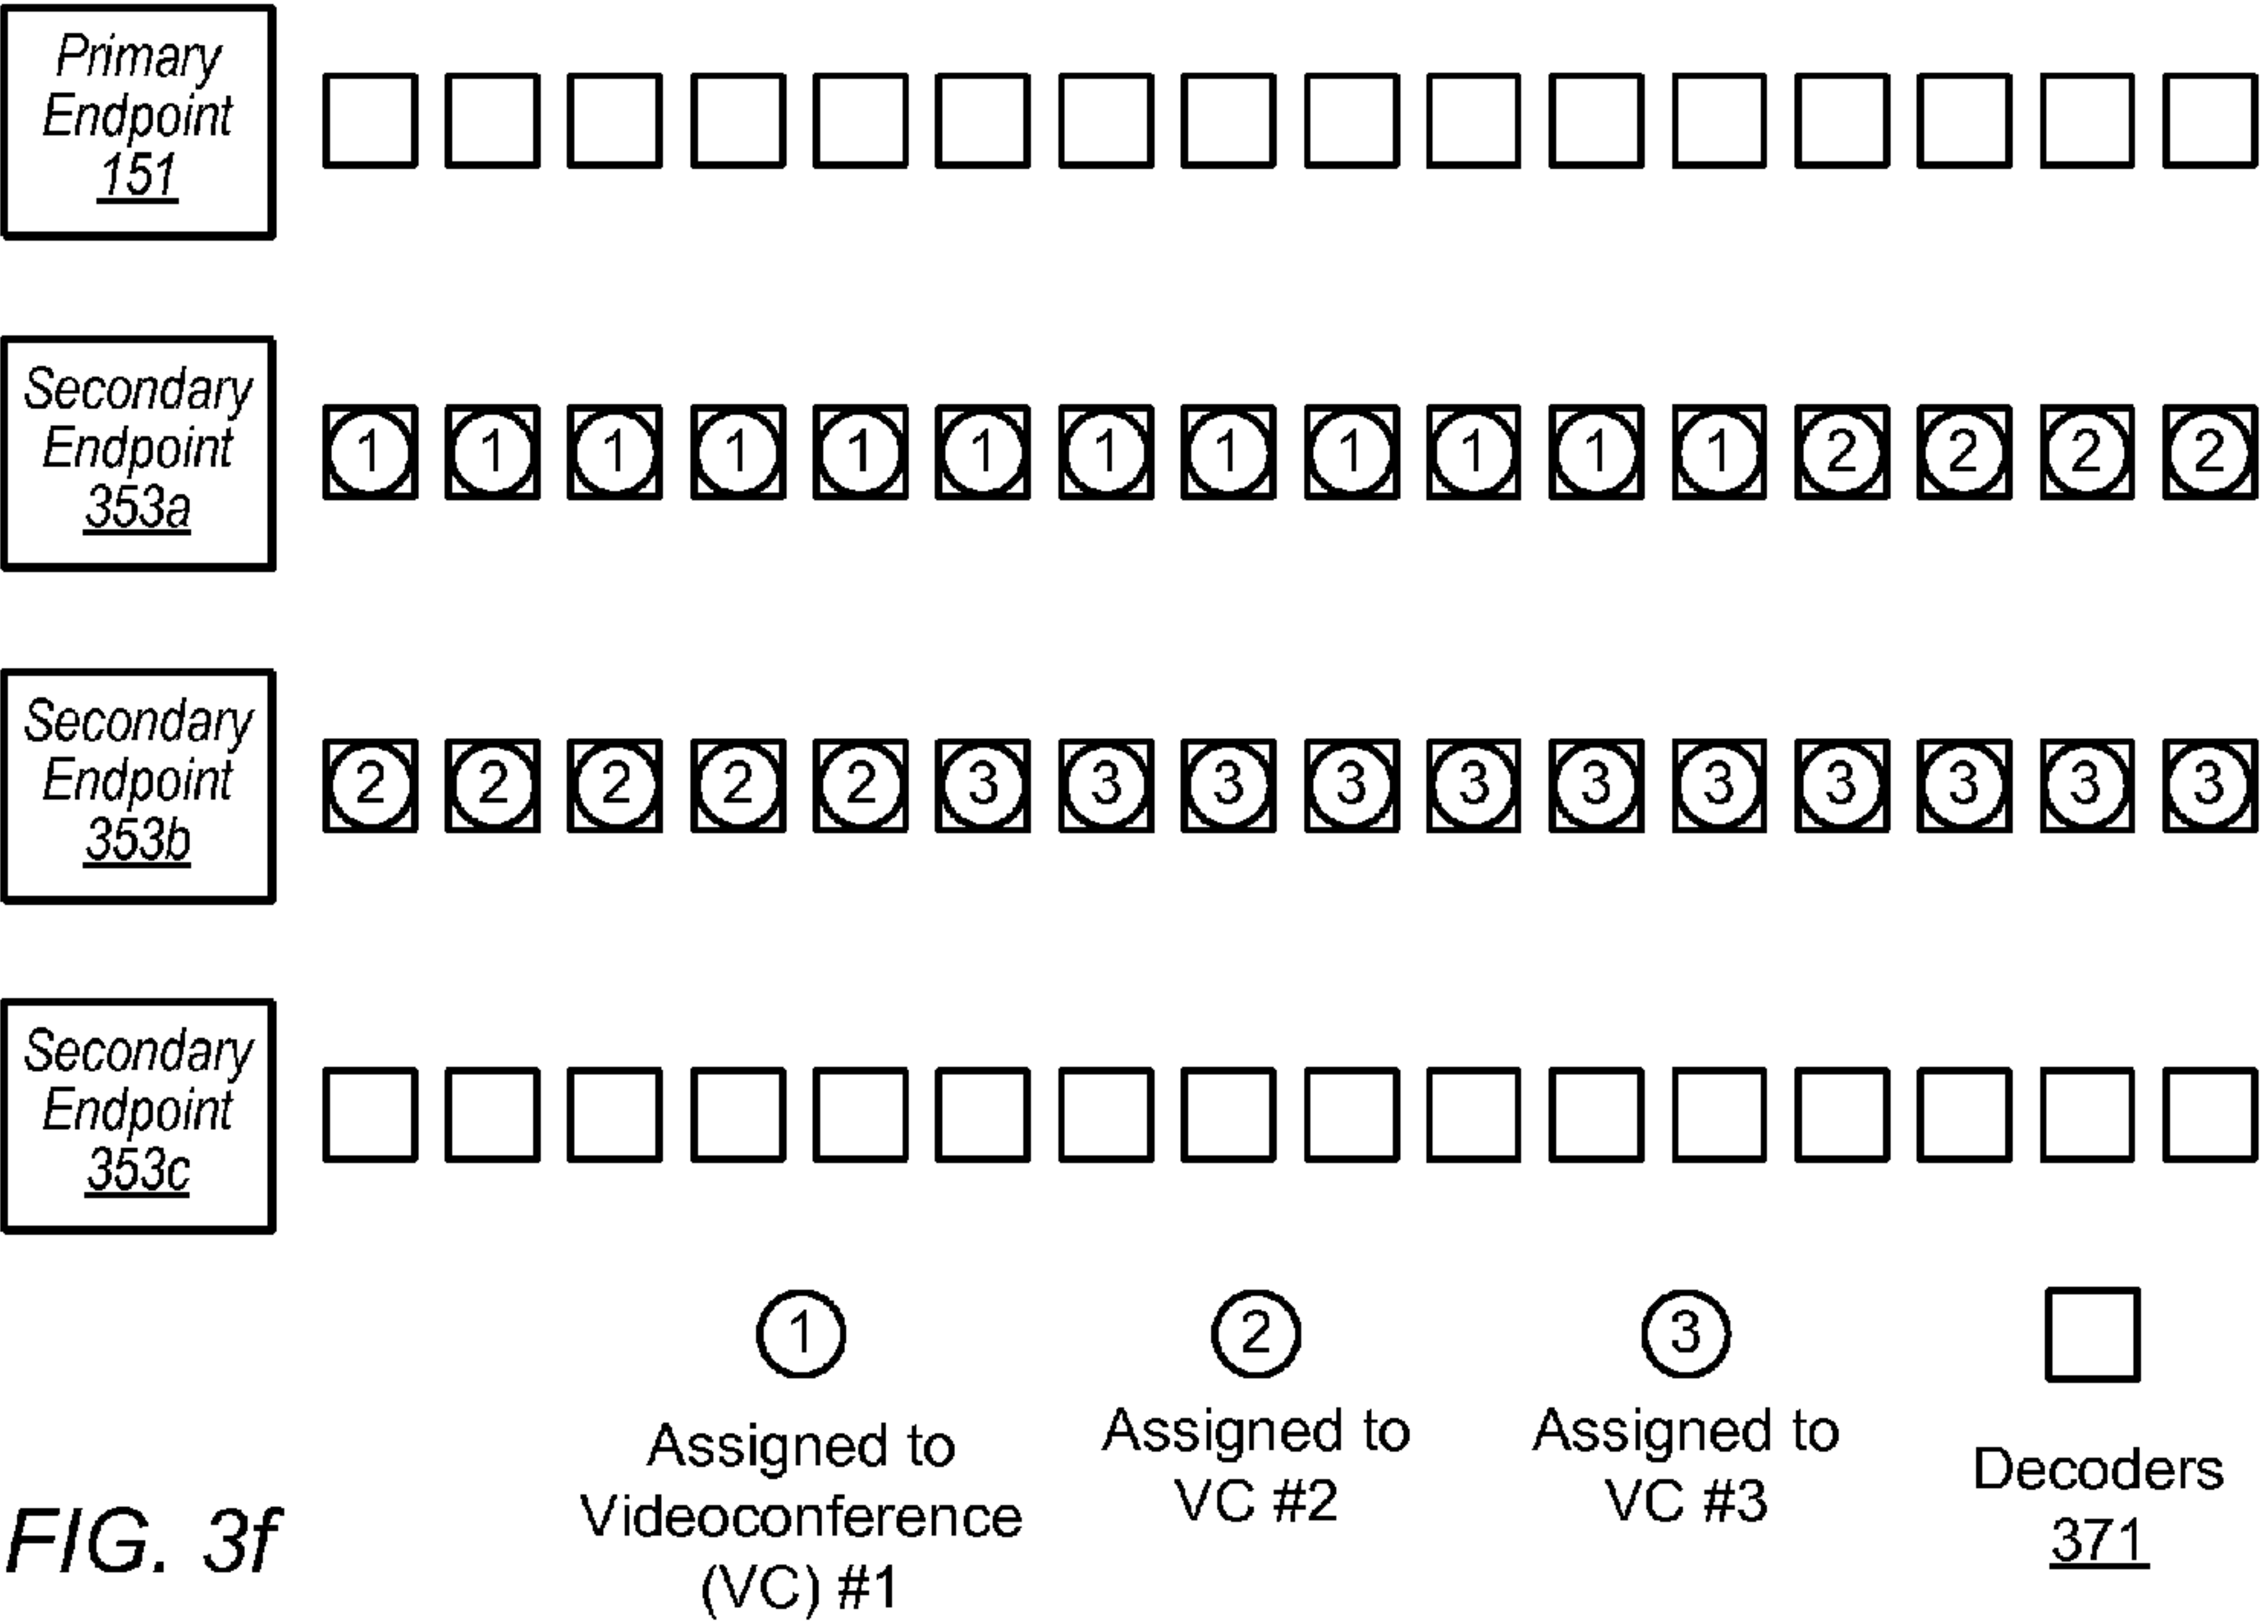 Primary
Endpoint
151
Secondary
Endpoint
353a
1 1 1 1 1 1 1 1 1 1 1 1 2 2 2 2
Secondary
Endpoint
353b
2 2 2 2 2 3 3 3 3 3 3 3 3 3 3 3
Secondary
Endpoint
353c
1
Assigned to
Videoconference
(VC) #1
2
Assigned to
VC #2
3
Assigned to
VC #3
Decoders
371
FIG. 3f